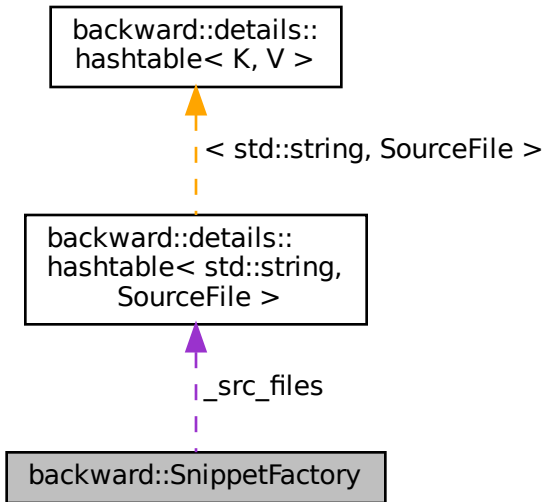 backward::details::
hashtable< K, V >
< std::string, SourceFile >
backward::details::
hashtable< std::string,
SourceFile >
_src_files
backward::SnippetFactory